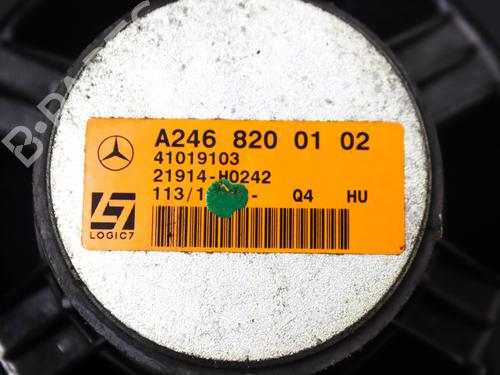 B-PARTS
A246 820 01 02
41019103
21914-H0242
113/1 - Q4 HU
LOGIC7